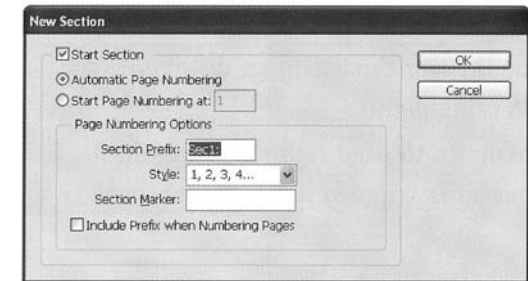 New Section
Start Section
OK
Automatic Page Numbering
Cancel
Start Page Numbering at: 1
Page Numbering Options
Section Prefix: Sec1:
Style: 1, 2, 3, 4...
Section Marker:
Include Prefix when Numbering Pages